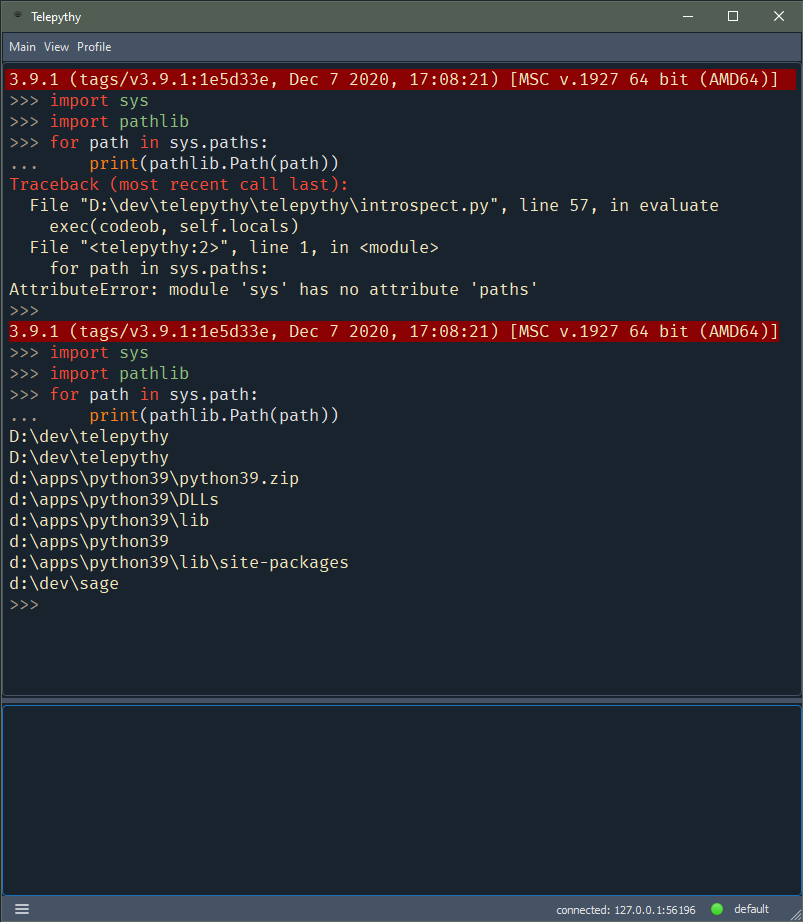 Telepythy
Main View Profile
3.9.1 (tags/v3.9.1:1e5d33e, Dec 7 2020, 17:08:21) [MSC v.1927 64 bit (AMD64)]
>>> import sys
>>> import pathlib
>>> for path in sys.paths:
...     print(pathlib.Path(path))
Traceback (most recent call last):
  File "D:\dev\telepythy\telepythy\introspect.py", line 57, in evaluate
    exec(codeob, self.locals)
  File "<telepythy:2>", line 1, in <module>
    for path in sys.paths:
AttributeError: module 'sys' has no attribute 'paths'
>>>
3.9.1 (tags/v3.9.1:1e5d33e, Dec 7 2020, 17:08:21) [MSC v.1927 64 bit (AMD64)]
>>> import sys
>>> import pathlib
>>> for path in sys.path:
...     print(pathlib.Path(path))
D:\dev\telepythy
D:\dev\telepythy
d:\apps\python39\python39.zip
d:\apps\python39\DLLs
d:\apps\python39\lib
d:\apps\python39
d:\apps\python39\lib\site-packages
d:\dev\sage
>>>
connected: 127.0.0.1:56196 default